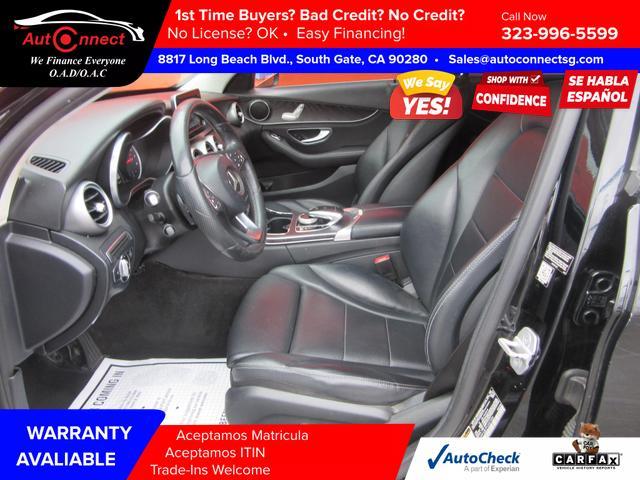 AutoConnect
We Finance Everyone
O.A.D/O.A.C
1st Time Buyers? Bad Credit? No Credit?
No License? OK • Easy Financing!
Call Now
323-996-5599
8817 Long Beach Blvd., South Gate, CA 90280 • Sales@autoconnectsg.com
We Say
YES!
SHOP WITH
CONFIDENCE
SE HABLA
ESPAÑOL
COMING IN
WARRANTY
AVALIABLE
Aceptamos Matricula
Aceptamos ITIN
Trade-Ins Welcome
AutoCheck
A part of Experian
CARFAX
VEHICLE HISTORY REPORTS